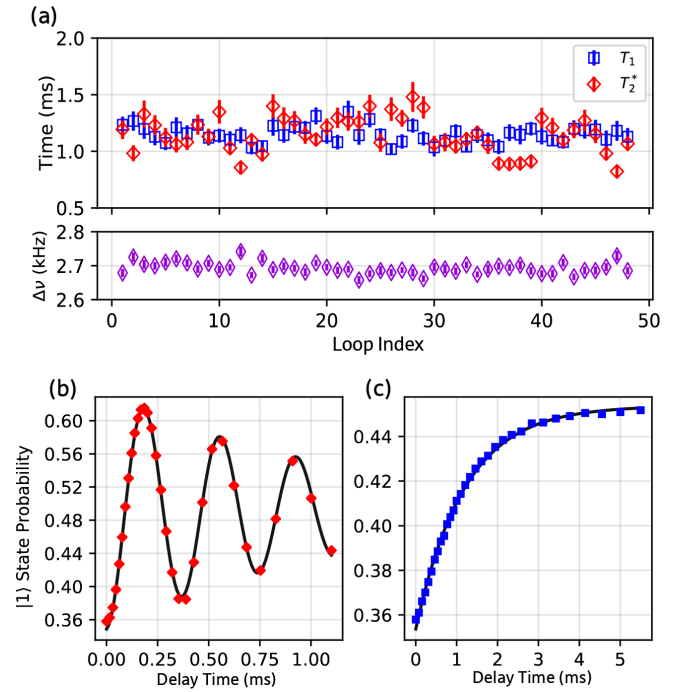 (a)
2.0
1.5
1.0
0.5
Time (ms)
T1
T2*
2.8
2.7
2.6
Δν (kHz)
0 10 20 30 40 50
Loop Index
(b)
0.60
0.56
0.52
0.48
0.44
0.40
0.36
|1⟩ State Probability
0.00 0.25 0.50 0.75 1.00
Delay Time (ms)
(c)
0.44
0.42
0.40
0.38
0.36
0 1 2 3 4 5
Delay Time (ms)